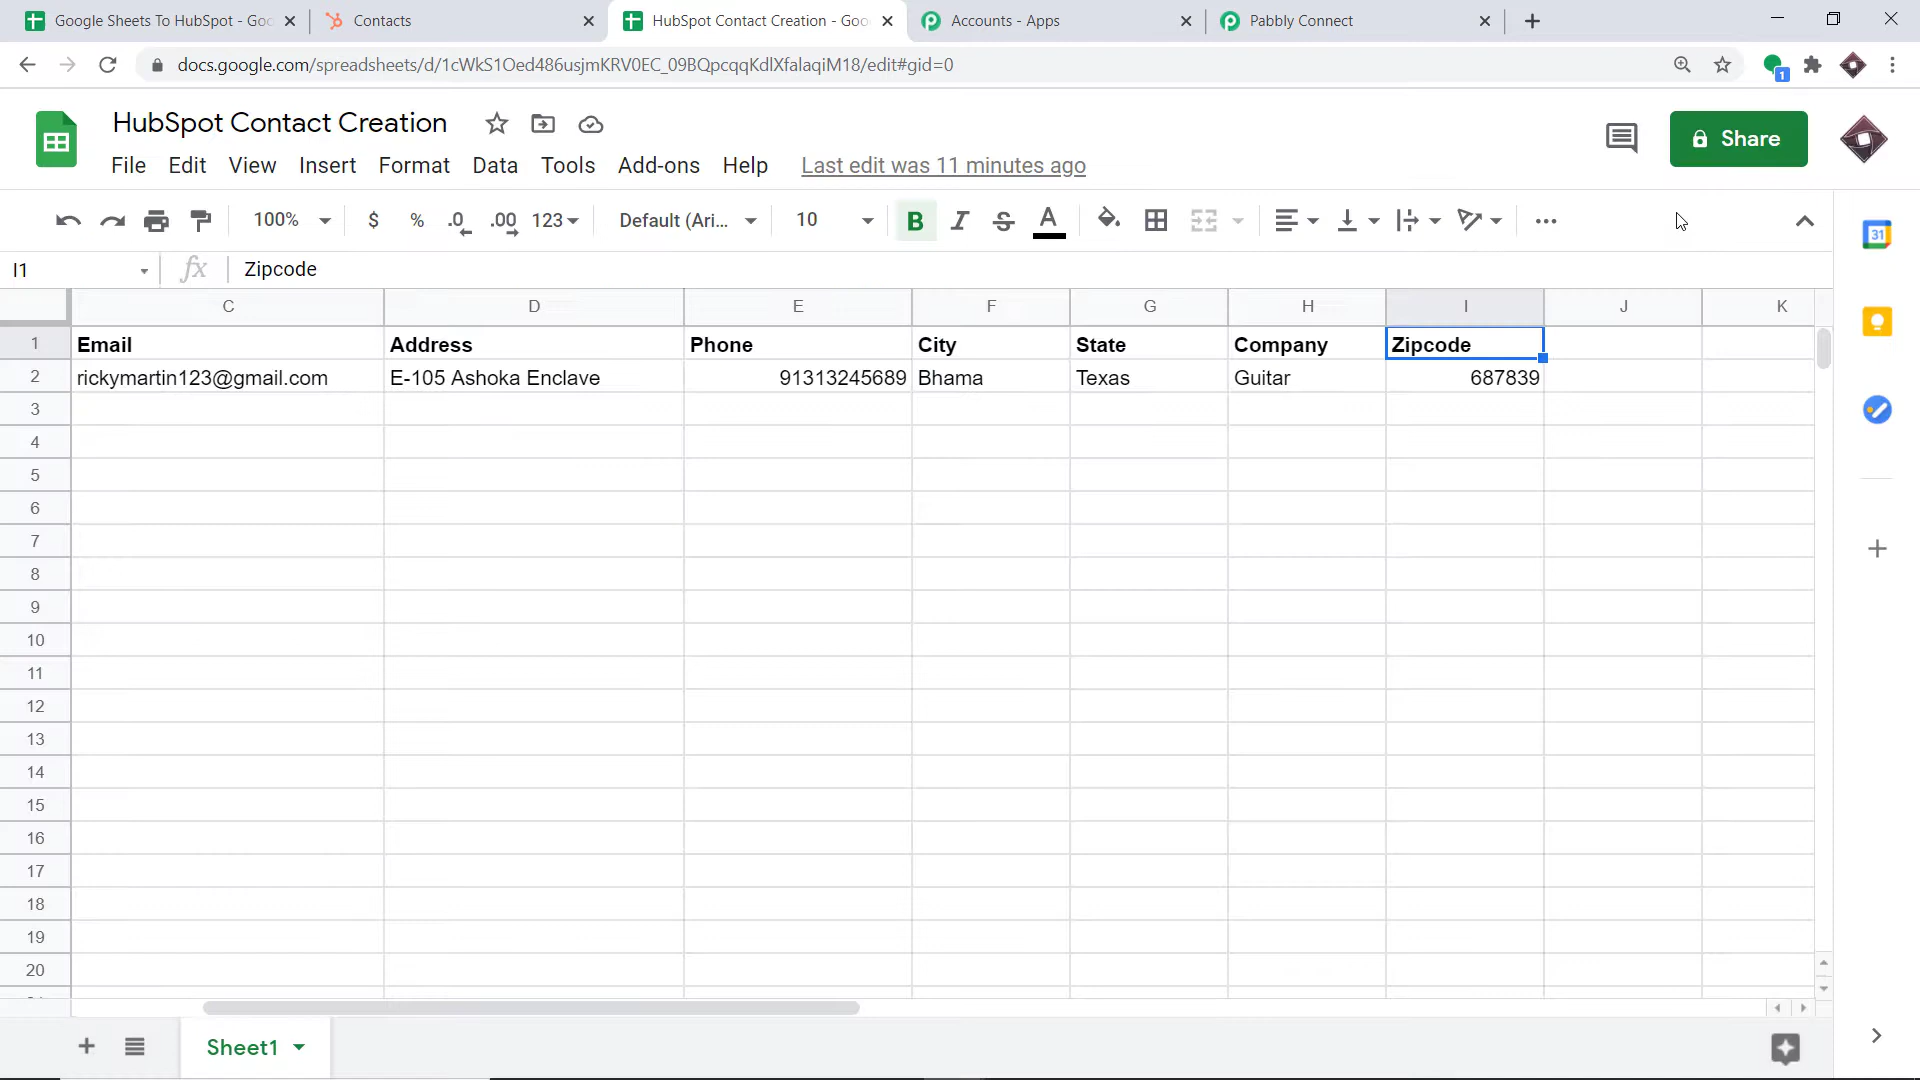 Google Sheets To HubSpot - Goo
Contacts
HubSpot Contact Creation - Goo
Accounts - Apps
Pabbly Connect
docs.google.com/spreadsheets/d/1cWkS1Oed486usjmKRV0EC_09BQpcqqKdlXfalaqiM18/edit#gid=0
1
HubSpot Contact Creation
Share
File Edit View Insert Format Data Tools Add-ons Help Last edit was 11 minutes ago
100% $ % .0 .00 123 Default (Ari... 10 B I S A
31
I1 fx Zipcode
C D E F G H I J K
1 Email Address Phone City State Company Zipcode
2 rickymartin123@gmail.com E-105 Ashoka Enclave 91313245689 Bhama Texas Guitar 687839
3
4
5
6
7
8
9
10
11
12
13
14
15
16
17
18
19
20
Sheet1